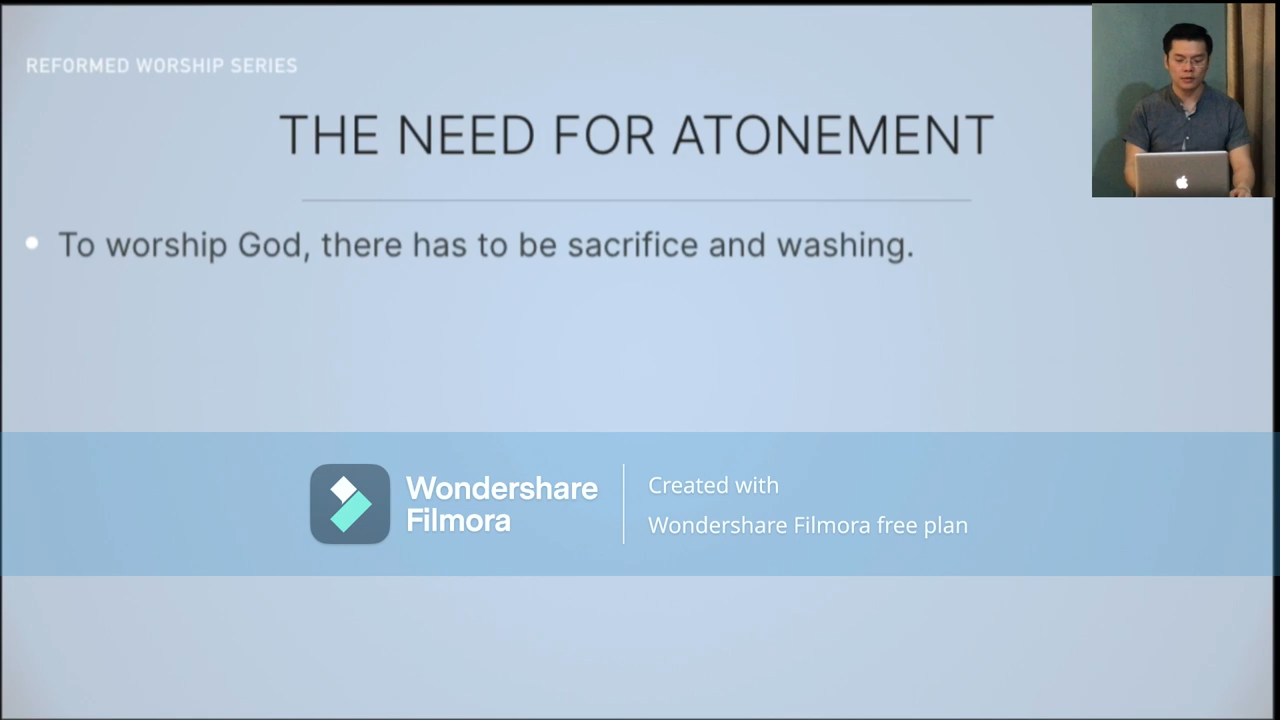 REFORMED WORSHIP SERIES
THE NEED FOR ATONEMENT
To worship God, there has to be sacrifice and washing.
Wondershare
Filmora
Created with
Wondershare Filmora free plan